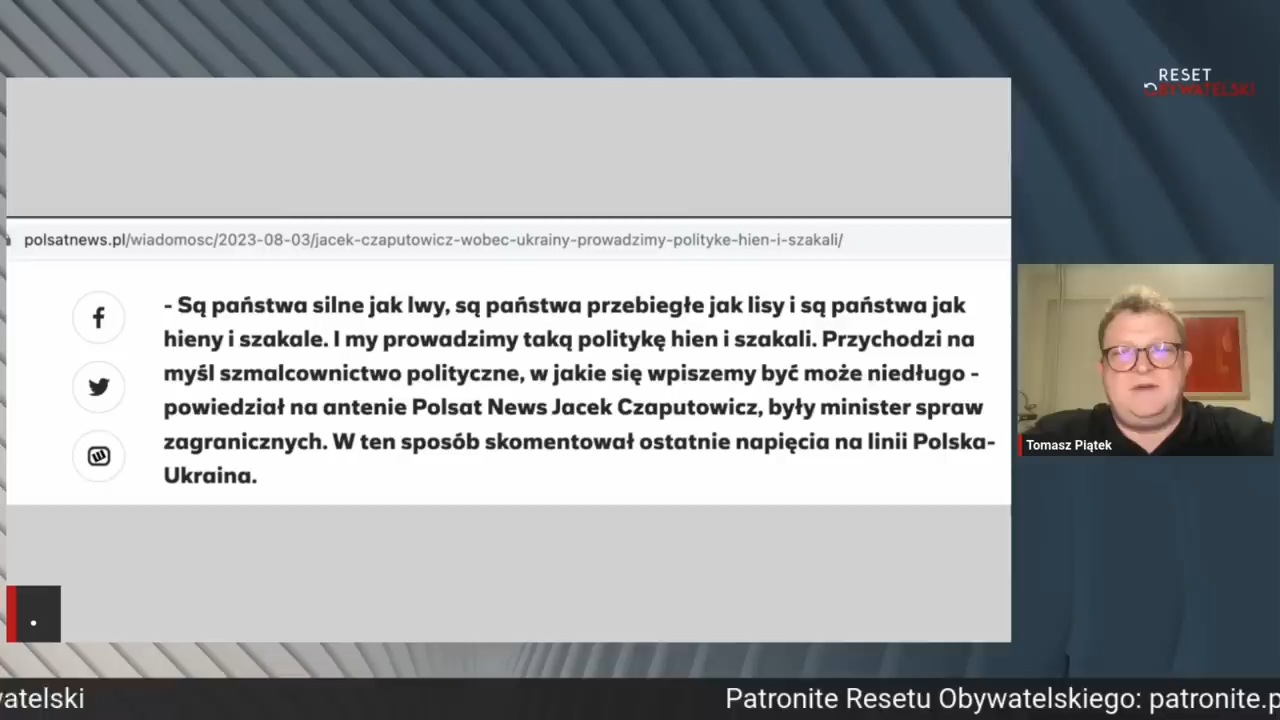 RESET
OBYWATELSKI
polsatnews.pl/wiadomosc/2023-08-03/jacek-czaputowicz-wobec-ukrainy-prowadzimy-polityke-hien-i-szakali/
- Są państwa silne jak lwy, są państwa przebiegłe jak lisy i są państwa jak
hieny i szakale. I my prowadzimy taką politykę hien i szakali. Przychodzi na
myśl szmalcownictwo polityczne, w jakie się wpiszemy być może niedługo -
powiedział na antenie Polsat News Jacek Czaputowicz, były minister spraw
zagranicznych. W ten sposób skomentował ostatnie napięcia na linii Polska-
Ukraina.
Tomasz Piątek
.
watelski
Patronite Resetu Obywatelskiego: patronite.p